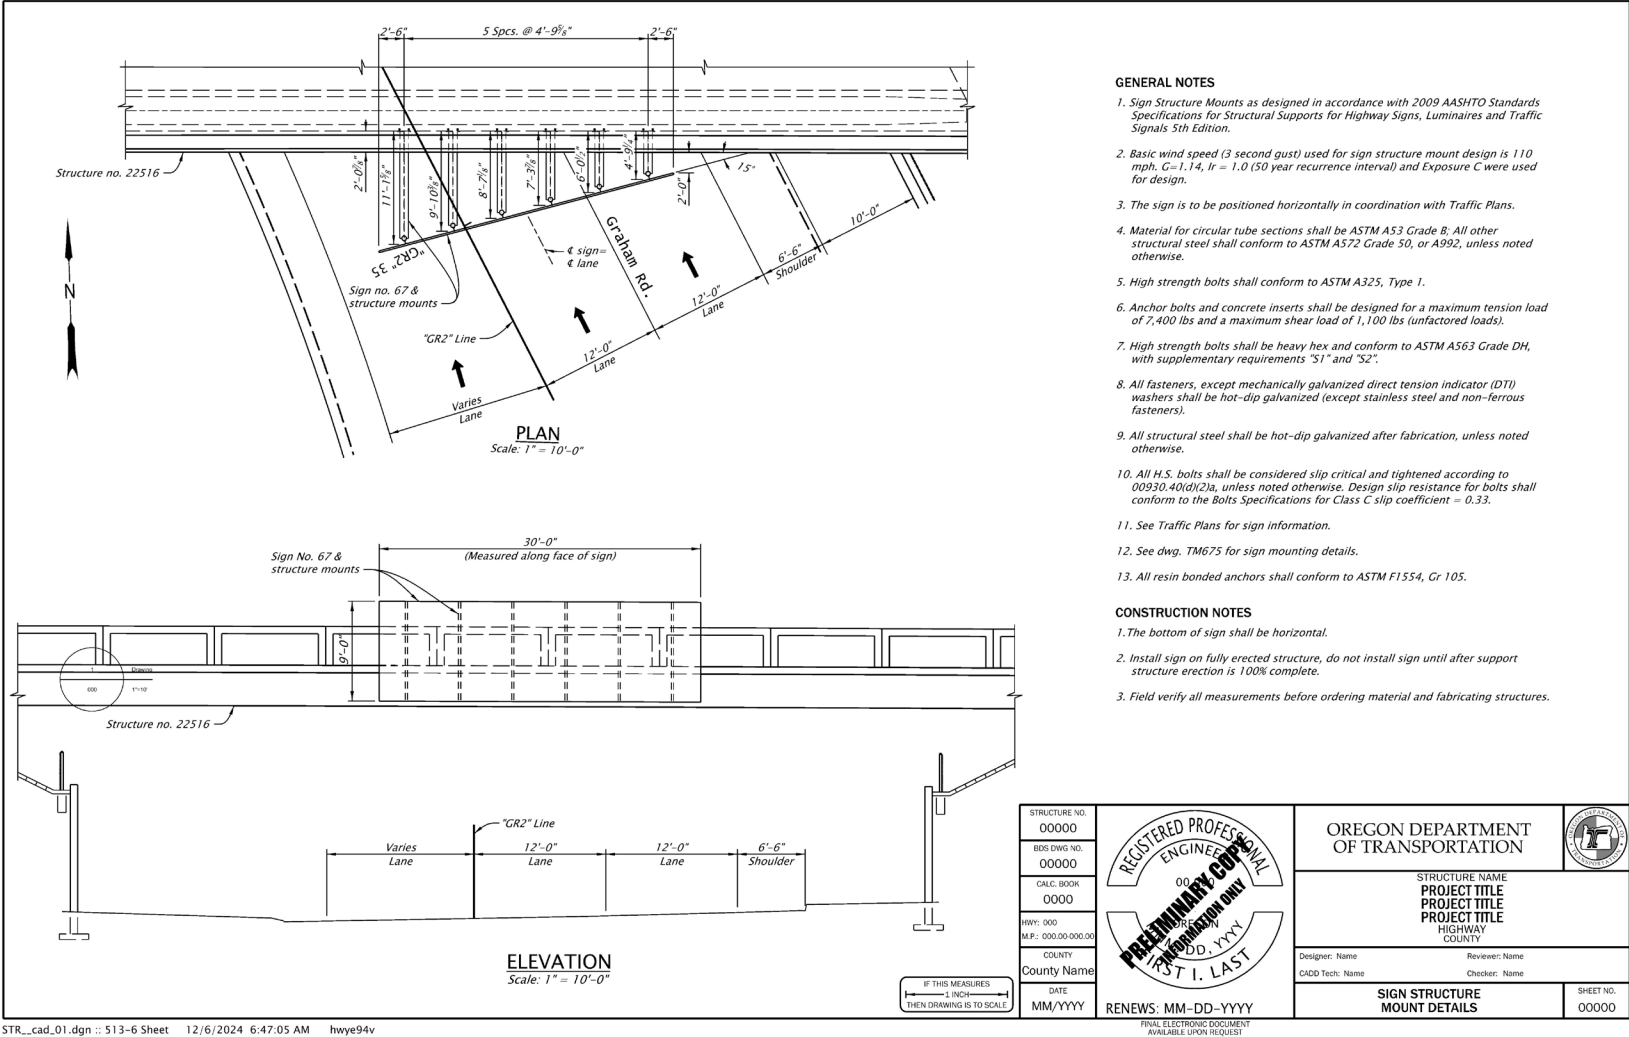 2'-6"
5 Spcs. @ 4'-9⅝"
2'-6"
Structure no. 22516
2'-0⅞"
11'-1⅝"
9'-10⅜"
8'-7⅛"
7'-3⅞"
6'-0½"
4'-9¼"
2'-0"
15°
10'-0"
6'-6"
Shoulder
"GR2" 35
Sign no. 67 &
structure mounts
℄ sign=
℄ lane
Graham Rd.
N
"GR2" Line
12'-0"
Lane
12'-0"
Lane
Varies
Lane
PLAN
Scale: 1" = 10'-0"
30'-0"
(Measured along face of sign)
Sign No. 67 &
structure mounts
9'-0"
1
Drawing
000
1"=10'
Structure no. 22516
"GR2" Line
Varies
Lane
12'-0"
Lane
12'-0"
Lane
6'-6"
Shoulder
ELEVATION
Scale: 1" = 10'-0"
GENERAL NOTES
1. Sign Structure Mounts as designed in accordance with 2009 AASHTO Standards
Specifications for Structural Supports for Highway Signs, Luminaires and Traffic
Signals 5th Edition.
2. Basic wind speed (3 second gust) used for sign structure mount design is 110
mph. G=1.14, Ir = 1.0 (50 year recurrence interval) and Exposure C were used
for design.
3. The sign is to be positioned horizontally in coordination with Traffic Plans.
4. Material for circular tube sections shall be ASTM A53 Grade B; All other
structural steel shall conform to ASTM A572 Grade 50, or A992, unless noted
otherwise.
5. High strength bolts shall conform to ASTM A325, Type 1.
6. Anchor bolts and concrete inserts shall be designed for a maximum tension load
of 7,400 lbs and a maximum shear load of 1,100 lbs (unfactored loads).
7. High strength bolts shall be heavy hex and conform to ASTM A563 Grade DH,
with supplementary requirements "S1" and "S2".
8. All fasteners, except mechanically galvanized direct tension indicator (DTI)
washers shall be hot-dip galvanized (except stainless steel and non-ferrous
fasteners).
9. All structural steel shall be hot-dip galvanized after fabrication, unless noted
otherwise.
10. All H.S. bolts shall be considered slip critical and tightened according to
00930.40(d)(2)a, unless noted otherwise. Design slip resistance for bolts shall
conform to the Bolts Specifications for Class C slip coefficient = 0.33.
11. See Traffic Plans for sign information.
12. See dwg. TM675 for sign mounting details.
13. All resin bonded anchors shall conform to ASTM F1554, Gr 105.
CONSTRUCTION NOTES
1.The bottom of sign shall be horizontal.
2. Install sign on fully erected structure, do not install sign until after support
structure erection is 100% complete.
3. Field verify all measurements before ordering material and fabricating structures.
IF THIS MEASURES
1 INCH
THEN DRAWING IS TO SCALE
STRUCTURE NO.
00000
BDS DWG NO.
00000
CALC. BOOK
0000
HWY: 000
M.P.: 000.00-000.00
COUNTY
County Name
DATE
MM/YYYY
REGISTERED PROFESSIONAL
ENGINEER
PRELIMINARY COPY
INFORMATION ONLY
OREGON
DD, YYYY
IRST I. LAST
RENEWS: MM-DD-YYYY
FINAL ELECTRONIC DOCUMENT
AVAILABLE UPON REQUEST
OREGON DEPARTMENT
OF TRANSPORTATION
OREGON DEPARTMENT OF TRANSPORTATION
STRUCTURE NAME
PROJECT TITLE
PROJECT TITLE
PROJECT TITLE
HIGHWAY
COUNTY
Designer: Name
Reviewer: Name
CADD Tech: Name
Checker: Name
SIGN STRUCTURE
MOUNT DETAILS
SHEET NO.
00000
STR__cad_01.dgn :: 513-6 Sheet 12/6/2024 6:47:05 AM hwye94v